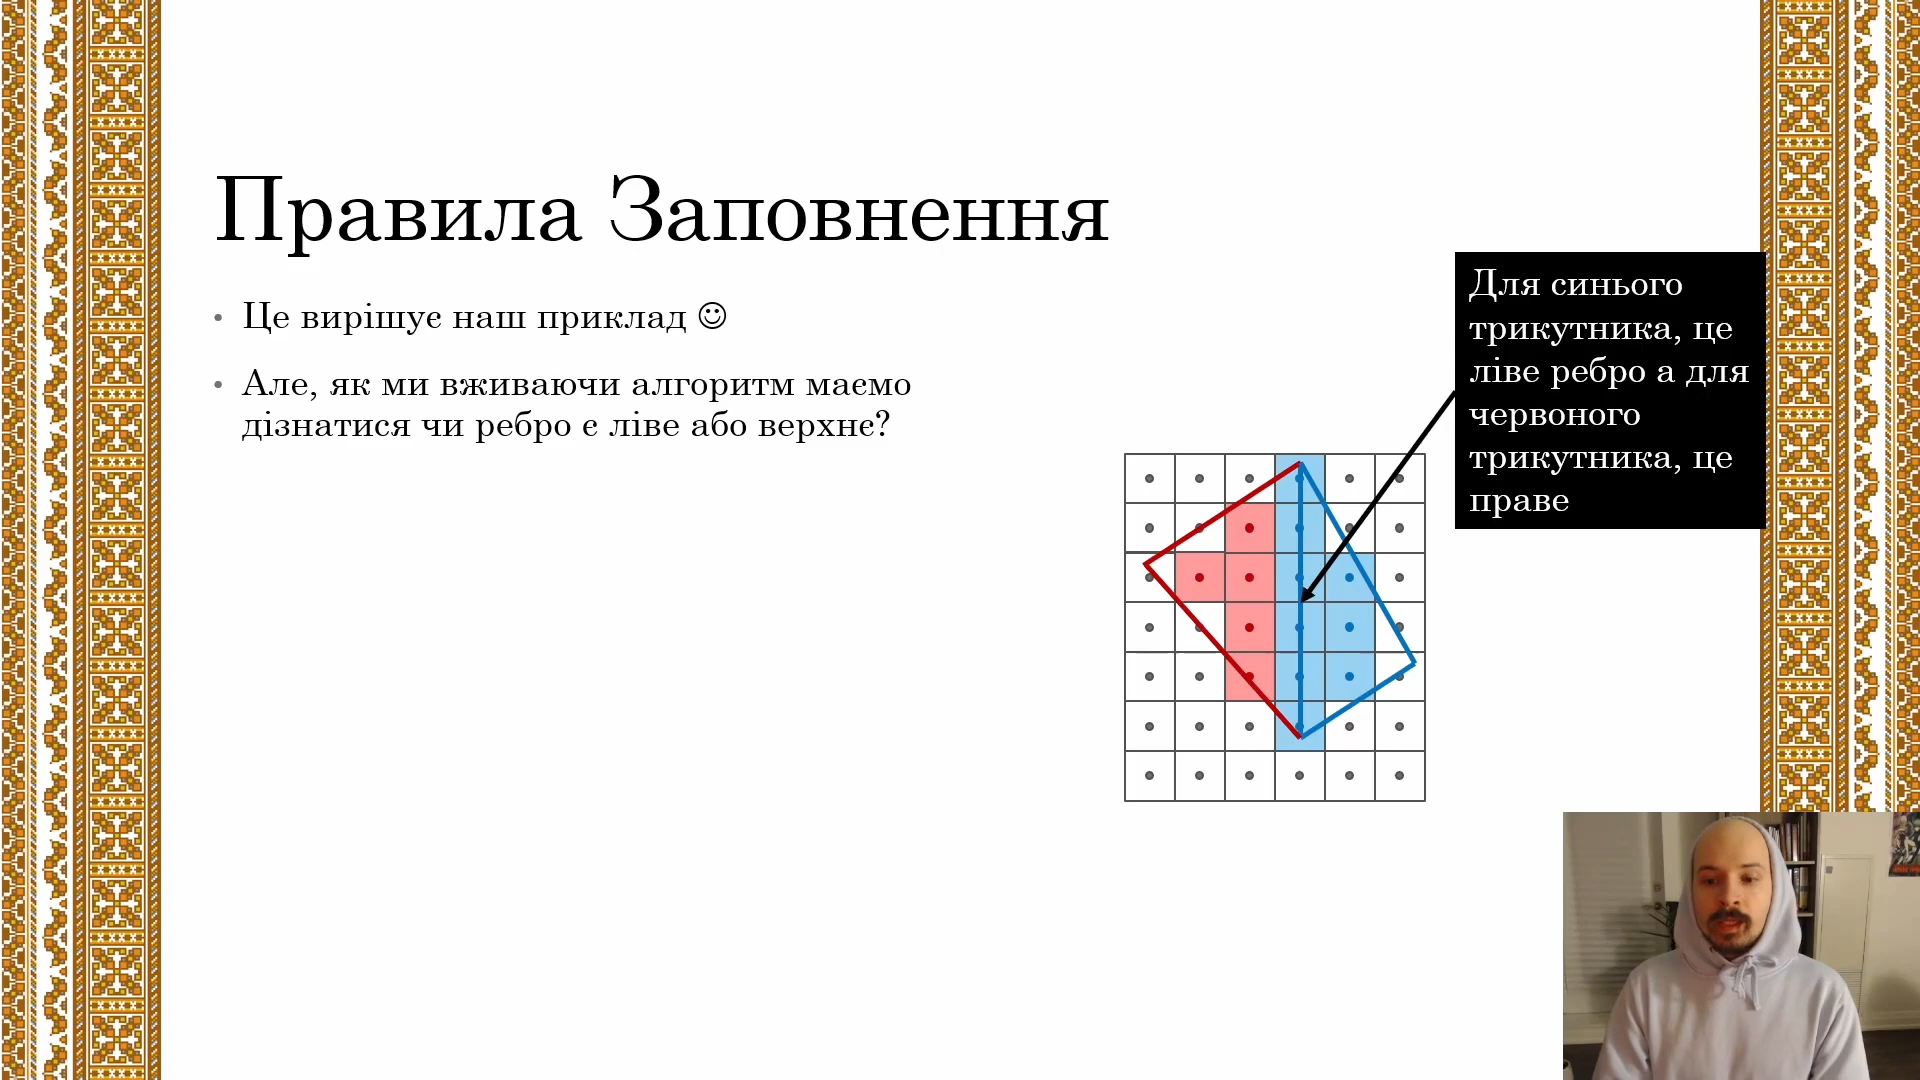 Правила Заповнення
• Це вирішує наш приклад ☺
• Але, як ми вживаючи алгоритм маємо
дізнатися чи ребро є ліве або верхнє?
Для синього
трикутника, це
ліве ребро а для
червоного
трикутника, це
праве